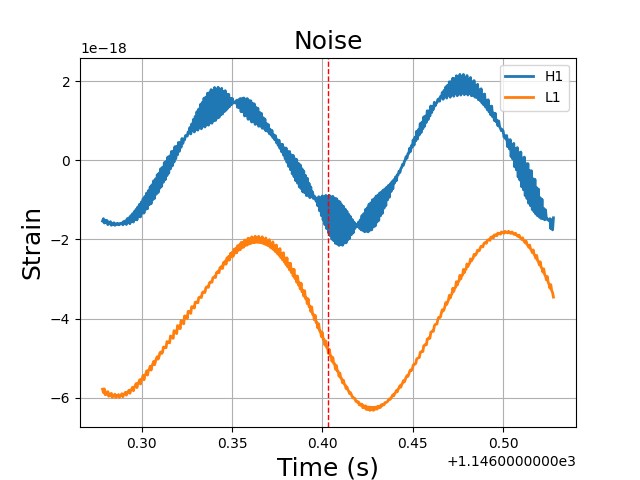 Noise
1e−18
H1
L1
2
0
−2
−4
−6
Strain
0.30 0.35 0.40 0.45 0.50
+1.1460000000e3
Time (s)